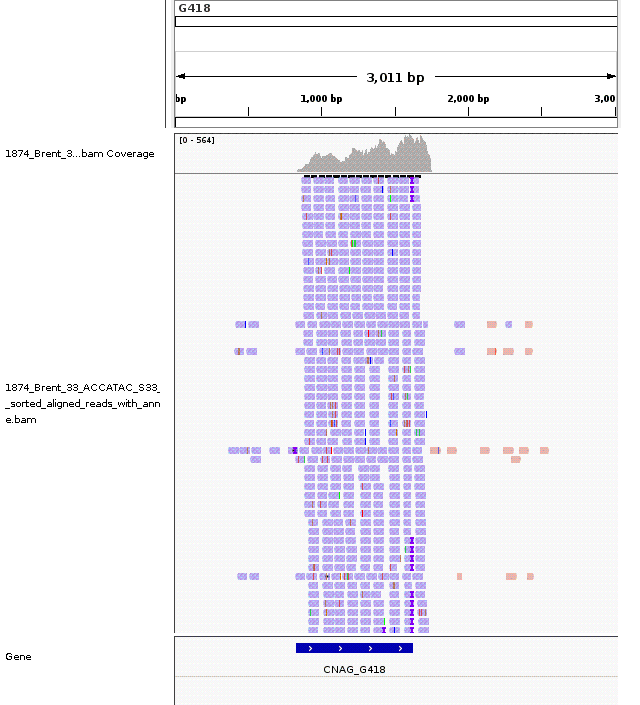 G418
3,011 bp
bp 1,000 bp 2,000 bp 3,00
[0 - 564]
1874_Brent_3...bam Coverage
1874_Brent_33_ACCATAC_S33_
_sorted_aligned_reads_with_ann
e.bam
Gene
CNAG_G418